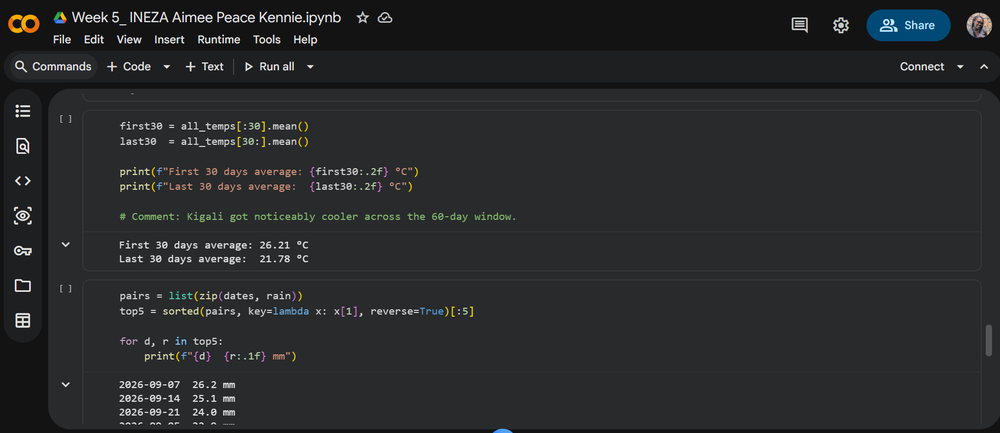 Week 5_ INEZA Aimee Peace Kennie.ipynb
File Edit View Insert Runtime Tools Help
Share
Commands + Code + Text Run all
Connect
[ ]
first30 = all_temps[:30].mean()
last30  = all_temps[30:].mean()
print(f"First 30 days average: {first30:.2f} °C")
print(f"Last 30 days average:  {last30:.2f} °C")
# Comment: Kigali got noticeably cooler across the 60-day window.
First 30 days average: 26.21 °C
Last 30 days average:  21.78 °C
[ ]
pairs = list(zip(dates, rain))
top5 = sorted(pairs, key=lambda x: x[1], reverse=True)[:5]
for d, r in top5:
    print(f"{d}  {r:.1f} mm")
2026-09-07  26.2 mm
2026-09-14  25.1 mm
2026-09-21  24.0 mm